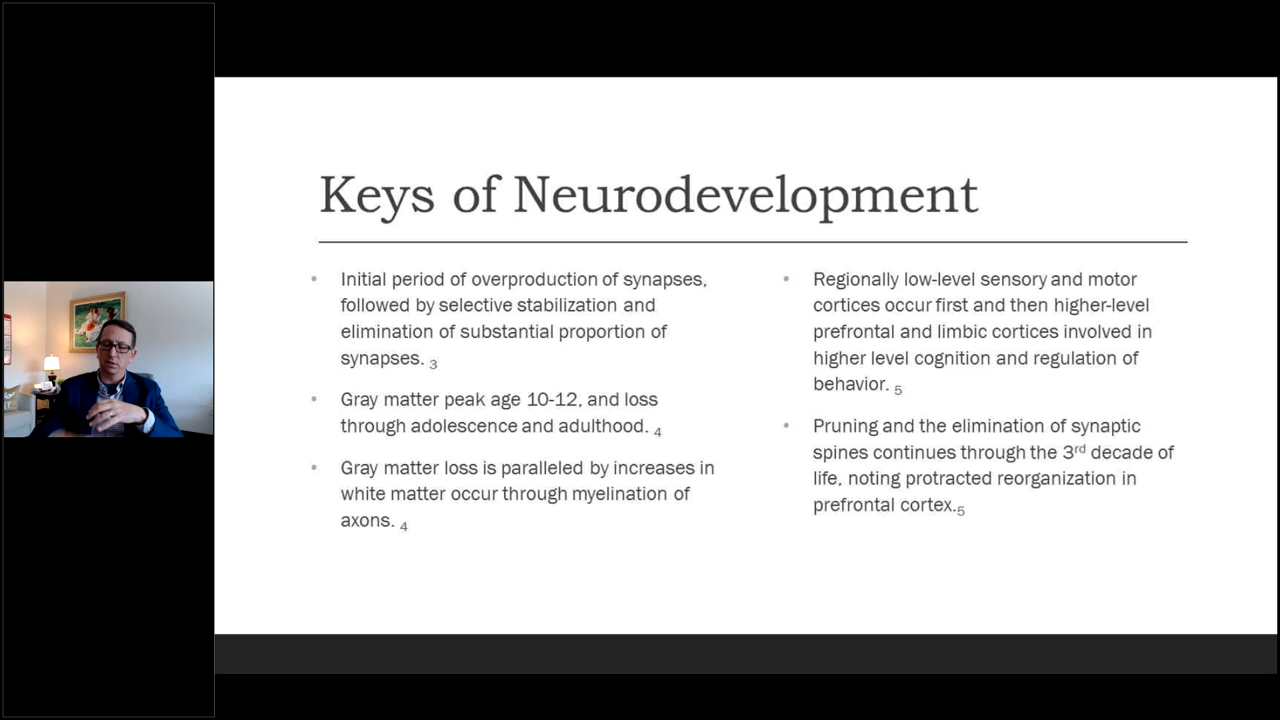 Keys of Neurodevelopment
• Initial period of overproduction of synapses,
followed by selective stabilization and
elimination of substantial proportion of
synapses. 3
• Gray matter peak age 10-12, and loss
through adolescence and adulthood. 4
• Gray matter loss is paralleled by increases in
white matter occur through myelination of
axons. 4
• Regionally low-level sensory and motor
cortices occur first and then higher-level
prefrontal and limbic cortices involved in
higher level cognition and regulation of
behavior. 5
• Pruning and the elimination of synaptic
spines continues through the 3rd decade of
life, noting protracted reorganization in
prefrontal cortex.5